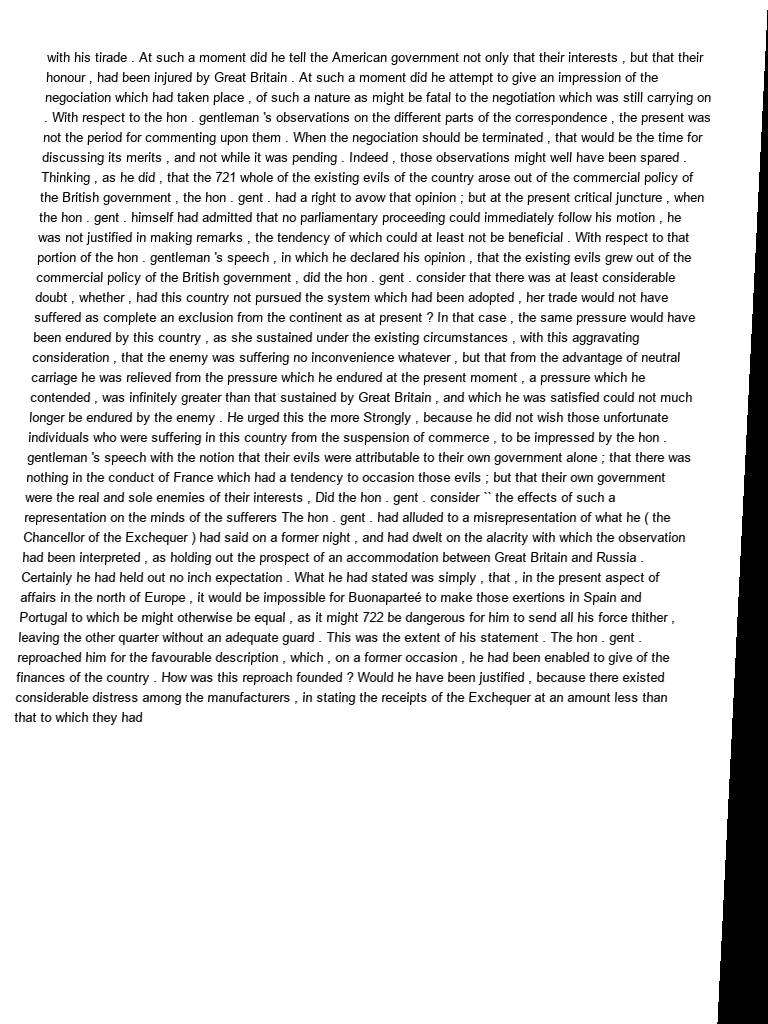 with his tirade . At such a moment did he tell the American government not only that their interests , but that their
honour , had been injured by Great Britain . At such a moment did he attempt to give an impression of the
negociation which had taken place , of such a nature as might be fatal to the negotiation which was still carrying on
. With respect to the hon . gentleman 's observations on the different parts of the correspondence , the present was
not the period for commenting upon them . When the negociation should be terminated , that would be the time for
discussing its merits , and not while it was pending . Indeed , those observations might well have been spared .
Thinking , as he did , that the 721 whole of the existing evils of the country arose out of the commercial policy of
the British government , the hon . gent . had a right to avow that opinion ; but at the present critical juncture , when
the hon . gent . himself had admitted that no parliamentary proceeding could immediately follow his motion , he
was not justified in making remarks , the tendency of which could at least not be beneficial . With respect to that
portion of the hon . gentleman 's speech , in which he declared his opinion , that the existing evils grew out of the
commercial policy of the British government , did the hon . gent . consider that there was at least considerable
doubt , whether , had this country not pursued the system which had been adopted , her trade would not have
suffered as complete an exclusion from the continent as at present ? In that case , the same pressure would have
been endured by this country , as she sustained under the existing circumstances , with this aggravating
consideration , that the enemy was suffering no inconvenience whatever , but that from the advantage of neutral
carriage he was relieved from the pressure which he endured at the present moment , a pressure which he
contended , was infinitely greater than that sustained by Great Britain , and which he was satisfied could not much
longer be endured by the enemy . He urged this the more Strongly , because he did not wish those unfortunate
individuals who were suffering in this country from the suspension of commerce , to be impressed by the hon .
gentleman 's speech with the notion that their evils were attributable to their own government alone ; that there was
nothing in the conduct of France which had a tendency to occasion those evils ; but that their own government
were the real and sole enemies of their interests , Did the hon . gent . consider `` the effects of such a
representation on the minds of the sufferers The hon . gent . had alluded to a misrepresentation of what he ( the
Chancellor of the Exchequer ) had said on a former night , and had dwelt on the alacrity with which the observation
had been interpreted , as holding out the prospect of an accommodation between Great Britain and Russia .
Certainly he had held out no inch expectation . What he had stated was simply , that , in the present aspect of
affairs in the north of Europe , it would be impossible for Buonaparteé to make those exertions in Spain and
Portugal to which be might otherwise be equal , as it might 722 be dangerous for him to send all his force thither ,
leaving the other quarter without an adequate guard . This was the extent of his statement . The hon . gent .
reproached him for the favourable description , which , on a former occasion , he had been enabled to give of the
finances of the country . How was this reproach founded ? Would he have been justified , because there existed
considerable distress among the manufacturers , in stating the receipts of the Exchequer at an amount less than
that to which they had